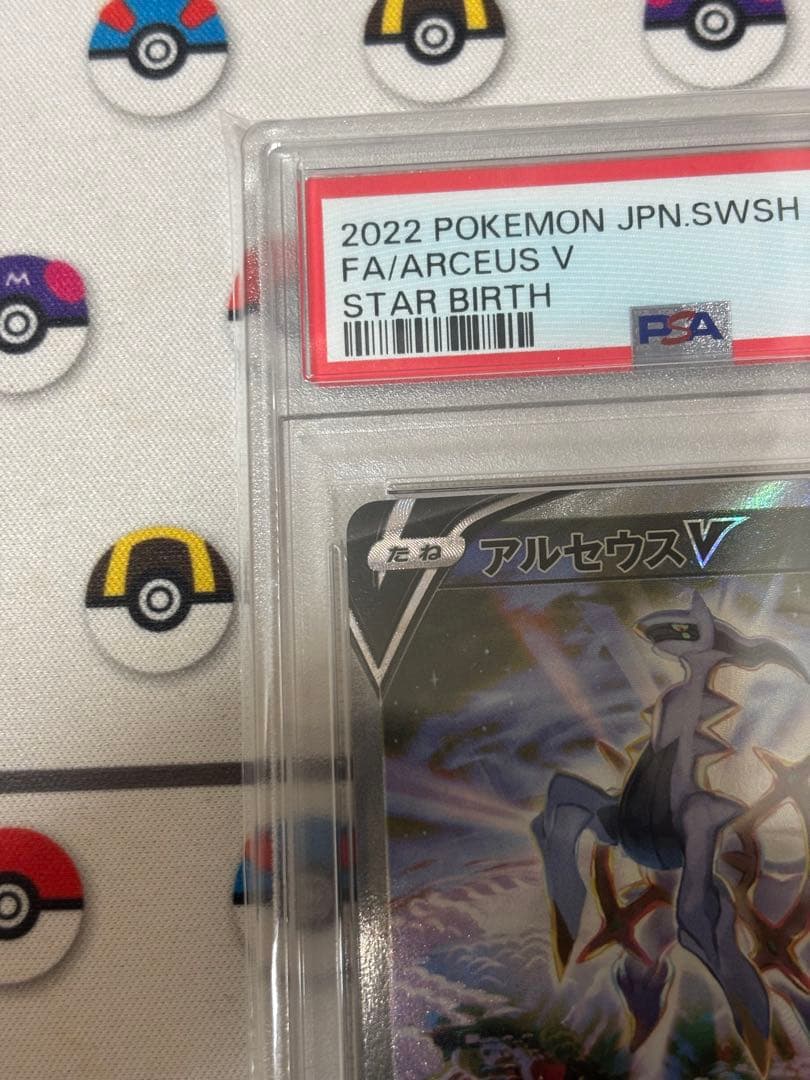 M
2022 POKEMON JPN.SWSH
FA/ARCEUS V
STAR BIRTH
PSA
たね アルセウスV